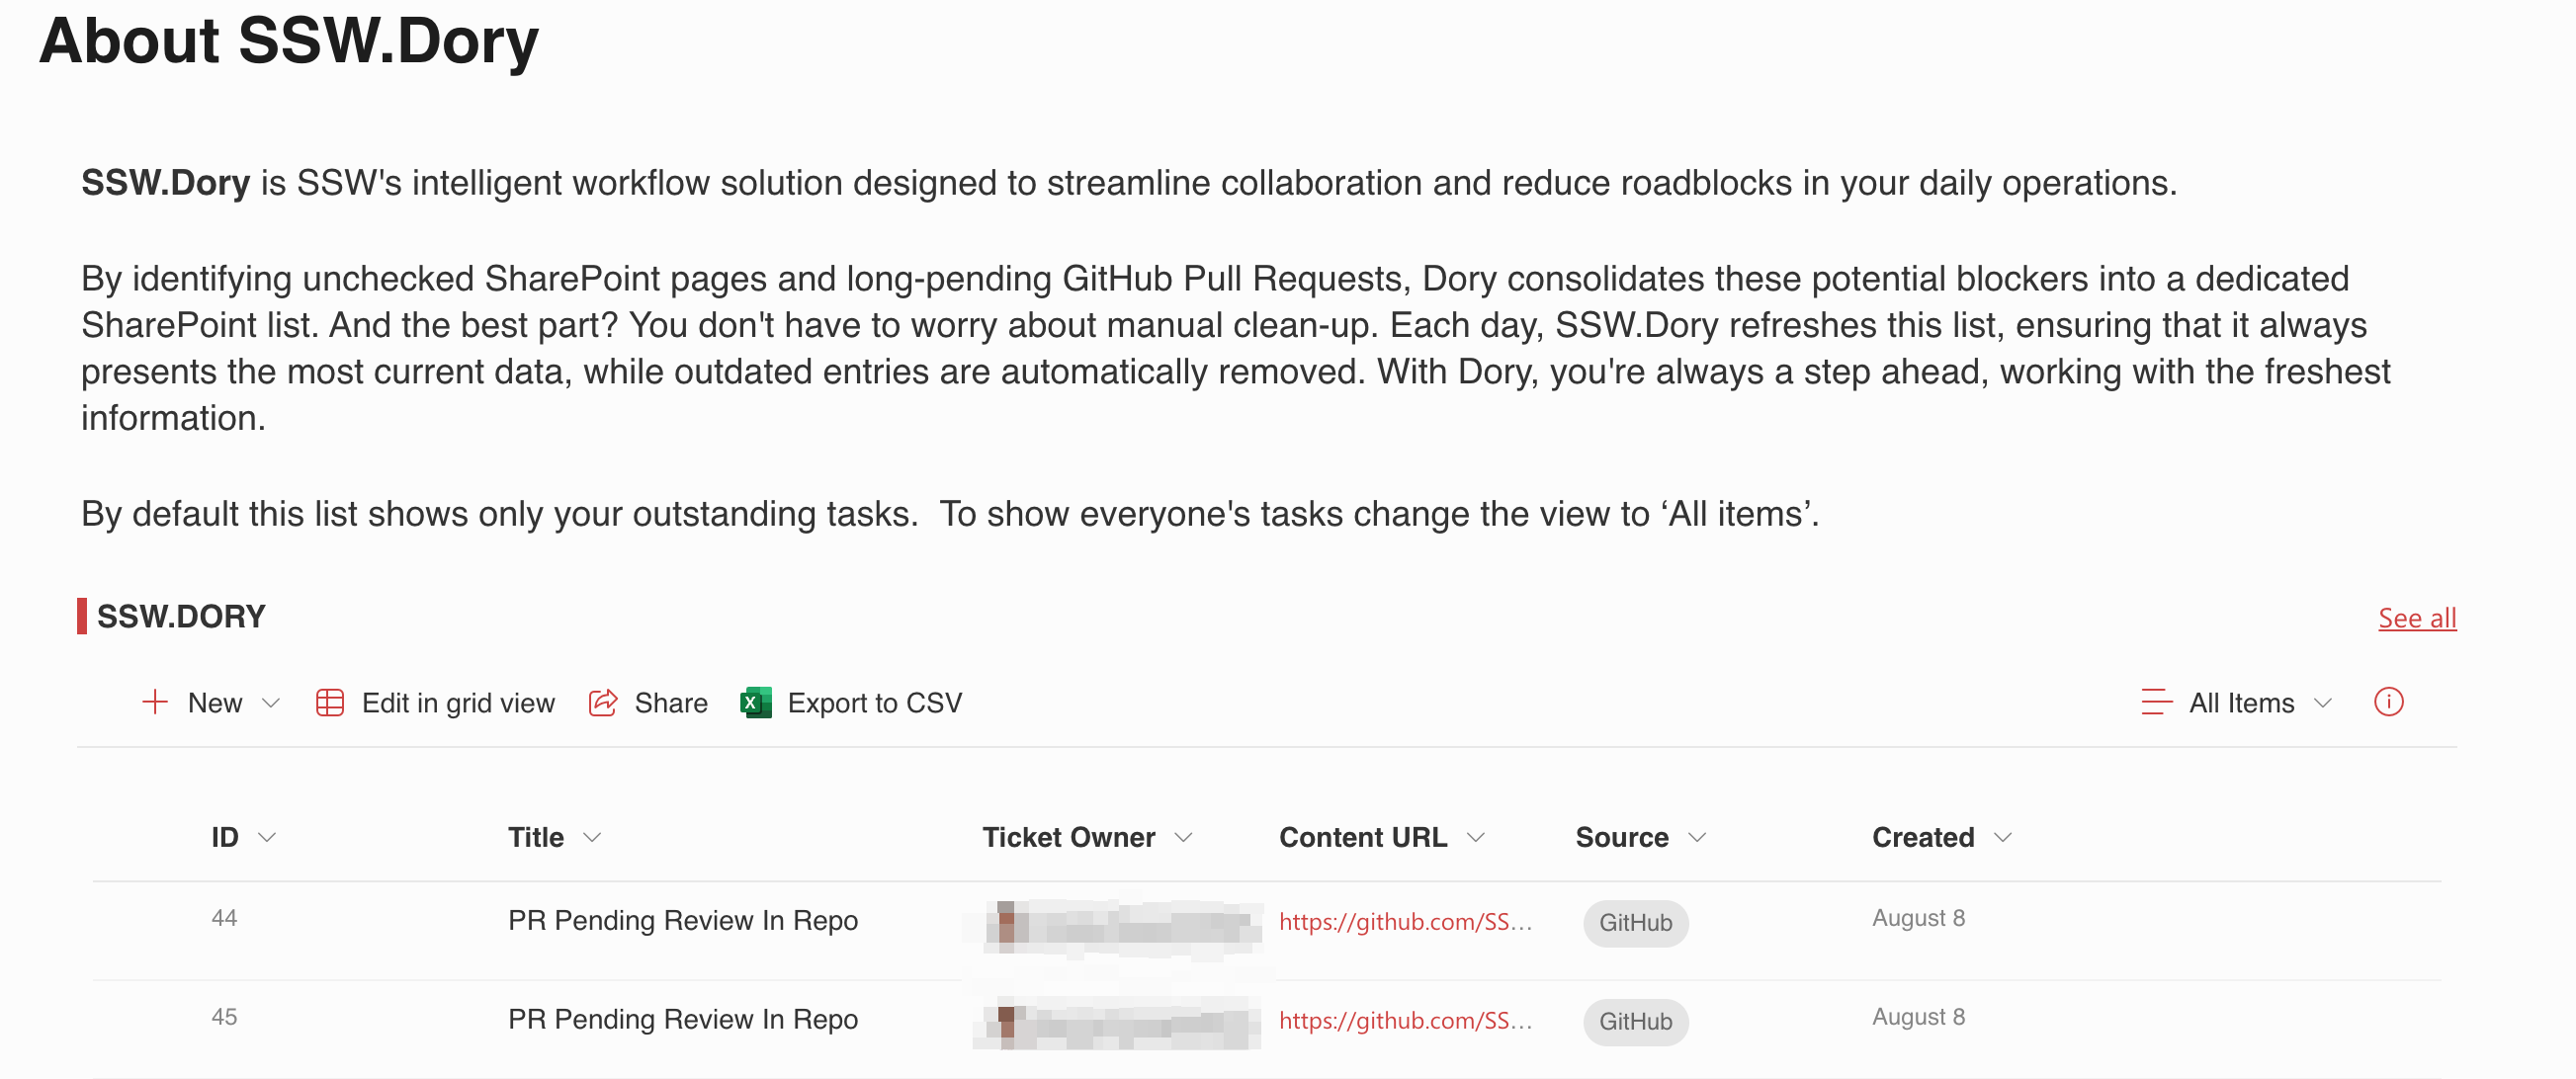 About SSW.Dory
SSW.Dory is SSW's intelligent workflow solution designed to streamline collaboration and reduce roadblocks in your daily operations.
By identifying unchecked SharePoint pages and long-pending GitHub Pull Requests, Dory consolidates these potential blockers into a dedicated
SharePoint list. And the best part? You don't have to worry about manual clean-up. Each day, SSW.Dory refreshes this list, ensuring that it always
presents the most current data, while outdated entries are automatically removed. With Dory, you're always a step ahead, working with the freshest
information.
By default this list shows only your outstanding tasks.  To show everyone's tasks change the view to ‘All items’.
SSW.DORY See all
New Edit in grid view Share Export to CSV All Items
ID Title Ticket Owner Content URL Source Created
44 PR Pending Review In Repo https://github.com/SS... GitHub August 8
45 PR Pending Review In Repo https://github.com/SS... GitHub August 8